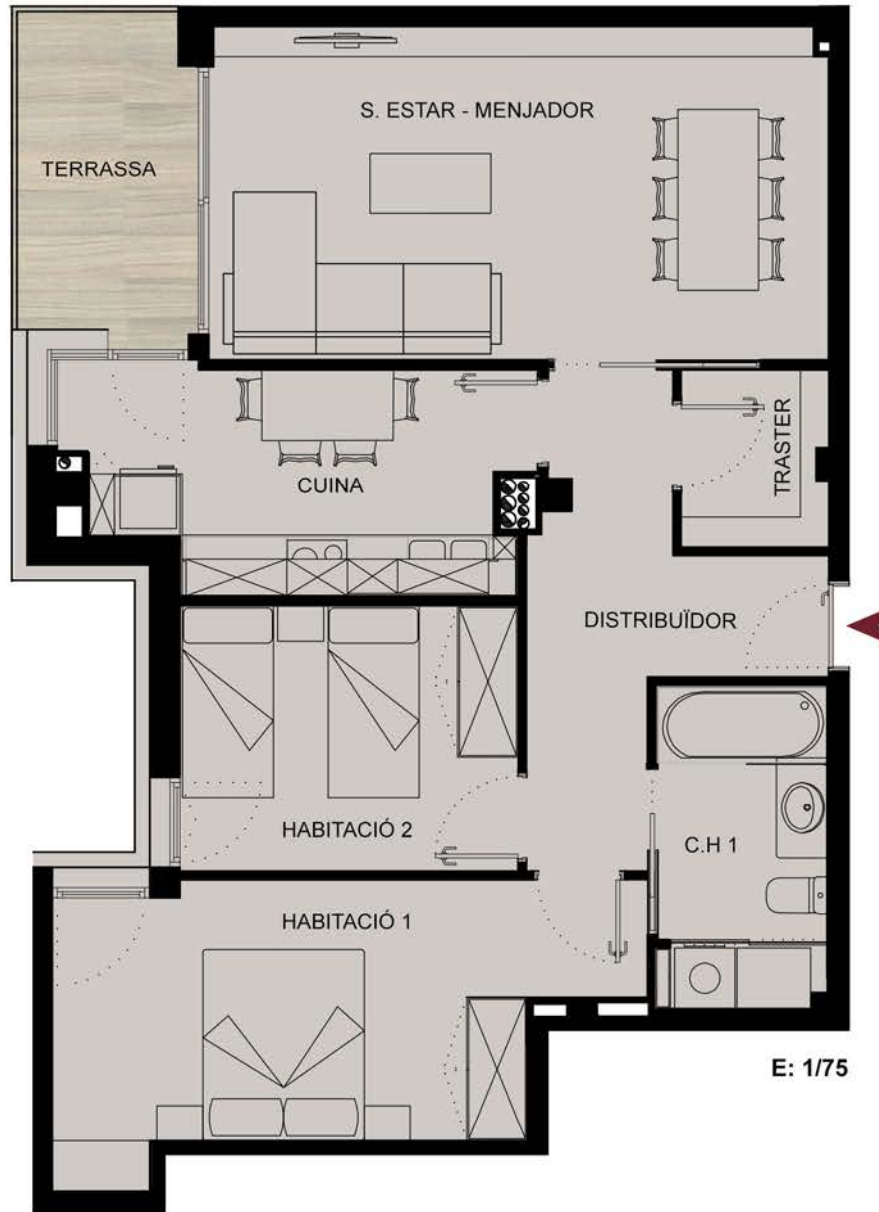 S. ESTAR - MENJADOR
TERRASSA
TRASTER
CUINA
DISTRIBUÏDOR
HABITACIÓ 2
C.H 1
HABITACIÓ 1
E: 1/75